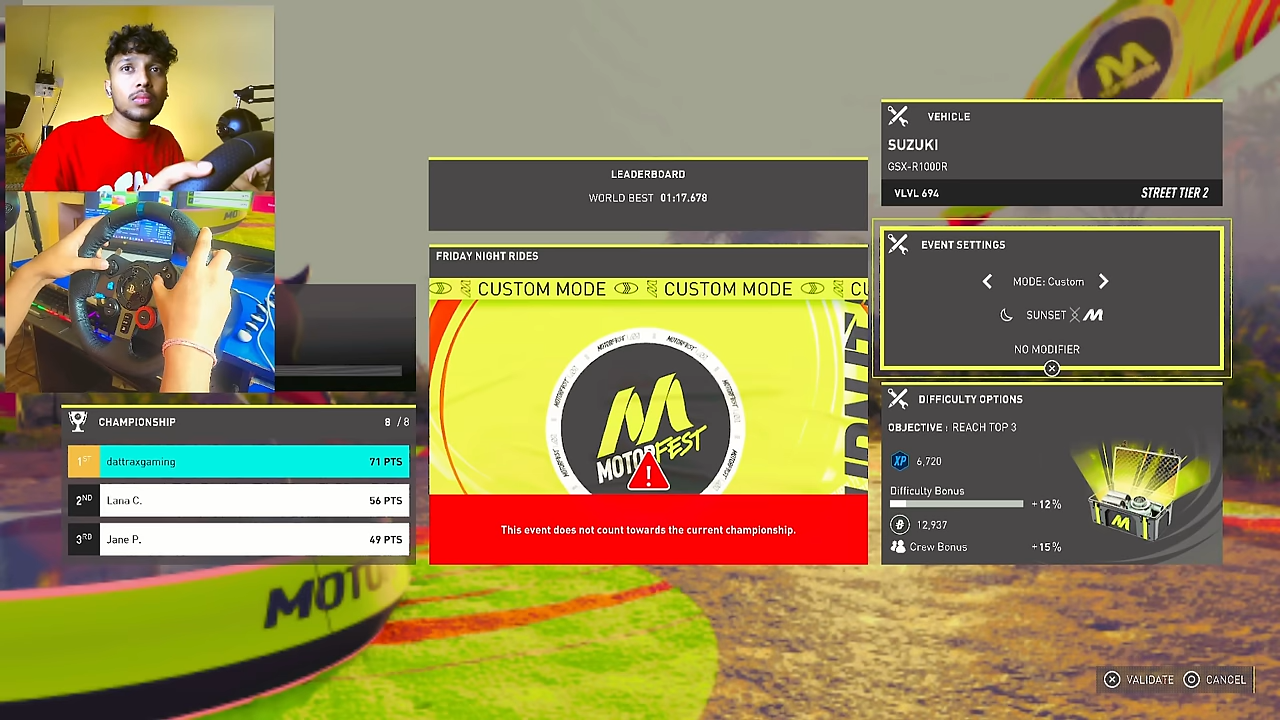 LEADERBOARD
WORLD BEST 01:17.678
FRIDAY NIGHT RIDES
CUSTOM MODE CUSTOM MODE CU
MOTORFEST
This event does not count towards the current championship.
CHAMPIONSHIP 8 / 8
1ST dattraxgaming 71 PTS
2ND Lana C. 56 PTS
3RD Jane P. 49 PTS
VEHICLE
SUZUKI
GSX-R1000R
VLVL 694 STREET TIER 2
EVENT SETTINGS
MODE: Custom
SUNSET
NO MODIFIER
DIFFICULTY OPTIONS
OBJECTIVE : REACH TOP 3
XP 6,720
Difficulty Bonus
+12%
12,937
Crew Bonus +15%
MOTO
VALIDATE CANCEL